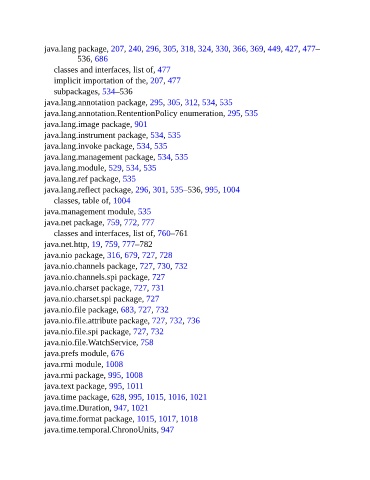 java.lang package, 207, 240, 296, 305, 318, 324, 330, 366, 369, 449, 427, 477–
536, 686
classes and interfaces, list of, 477
implicit importation of the, 207, 477
subpackages, 534–536
java.lang.annotation package, 295, 305, 312, 534, 535
java.lang.annotation.RententionPolicy enumeration, 295, 535
java.lang.image package, 901
java.lang.instrument package, 534, 535
java.lang.invoke package, 534, 535
java.lang.management package, 534, 535
java.lang.module, 529, 534, 535
java.lang.ref package, 535
java.lang.reflect package, 296, 301, 535–536, 995, 1004
classes, table of, 1004
java.management module, 535
java.net package, 759, 772, 777
classes and interfaces, list of, 760–761
java.net.http, 19, 759, 777–782
java.nio package, 316, 679, 727, 728
java.nio.channels package, 727, 730, 732
java.nio.channels.spi package, 727
java.nio.charset package, 727, 731
java.nio.charset.spi package, 727
java.nio.file package, 683, 727, 732
java.nio.file.attribute package, 727, 732, 736
java.nio.file.spi package, 727, 732
java.nio.file.WatchService, 758
java.prefs module, 676
java.rmi module, 1008
java.rmi package, 995, 1008
java.text package, 995, 1011
java.time package, 628, 995, 1015, 1016, 1021
java.time.Duration, 947, 1021
java.time.format package, 1015, 1017, 1018
java.time.temporal.ChronoUnits, 947